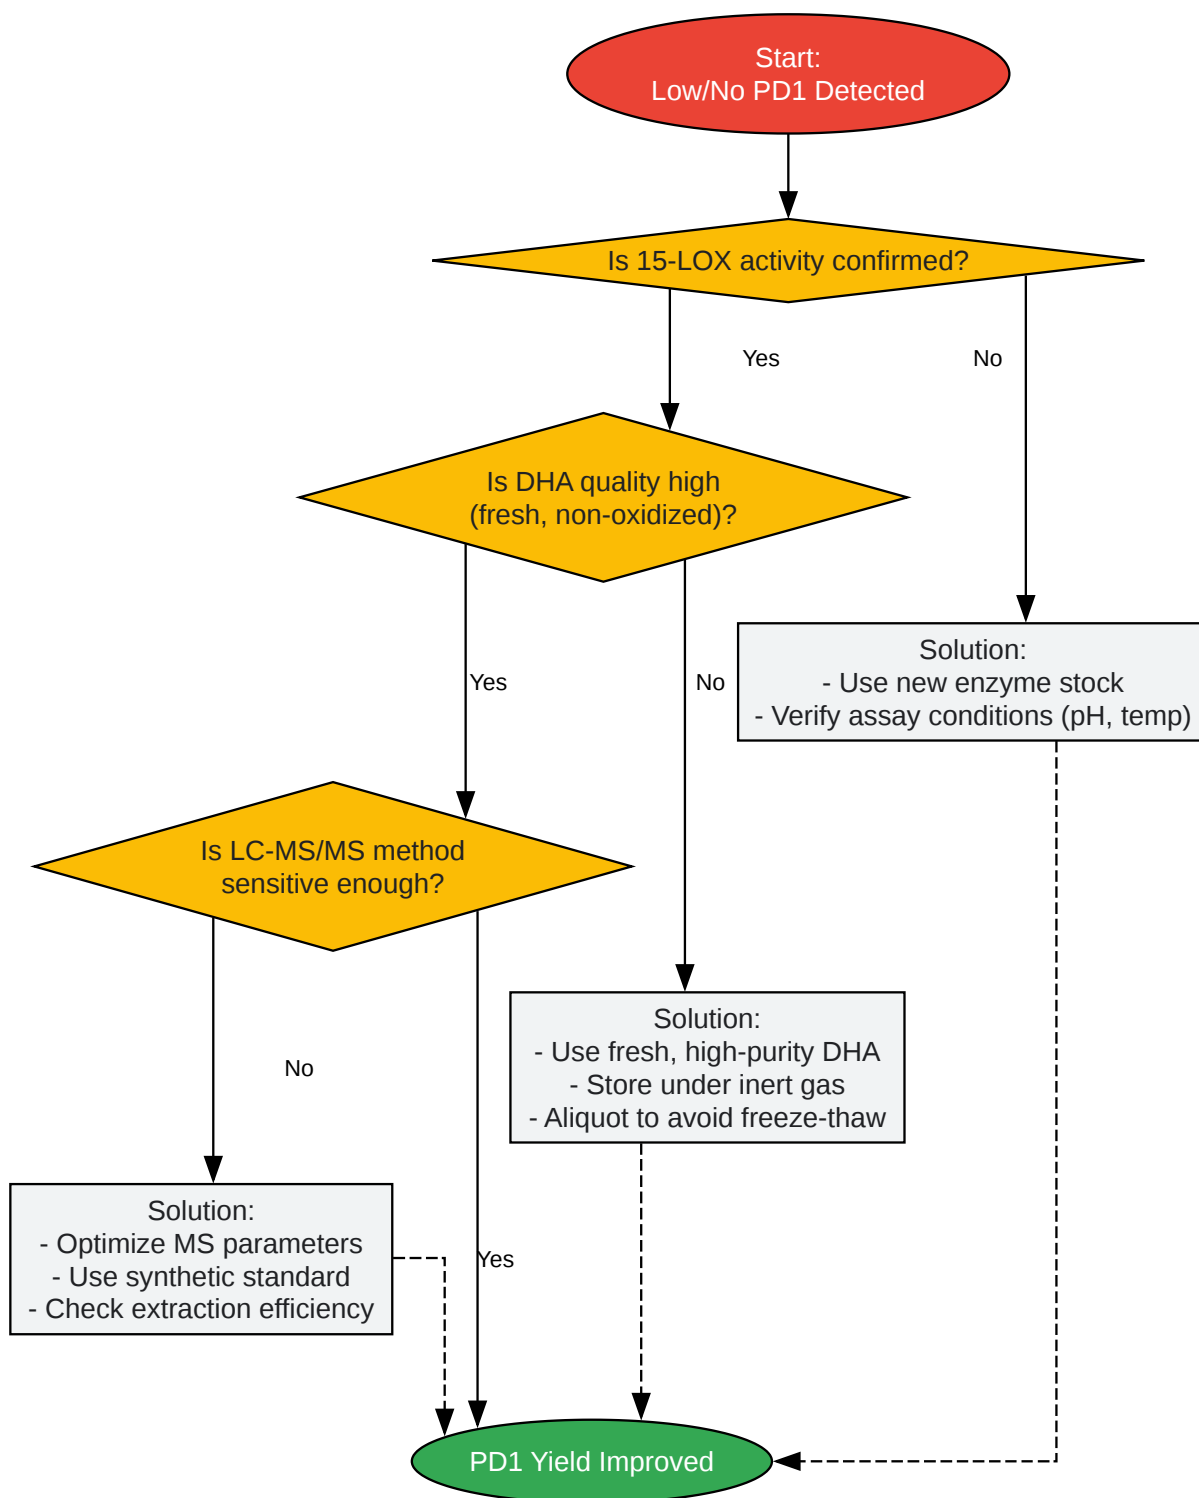 Start:
Low/No PD1 Detected
Is 15-LOX activity confirmed?
Yes
No
Is DHA quality high
(fresh, non-oxidized)?
Solution:
- Use new enzyme stock
- Verify assay conditions (pH, temp)
Yes
No
Is LC-MS/MS method
sensitive enough?
Solution:
- Use fresh, high-purity DHA
- Store under inert gas
- Aliquot to avoid freeze-thaw
No
Solution:
- Optimize MS parameters
- Use synthetic standard
- Check extraction efficiency
Yes
PD1 Yield Improved